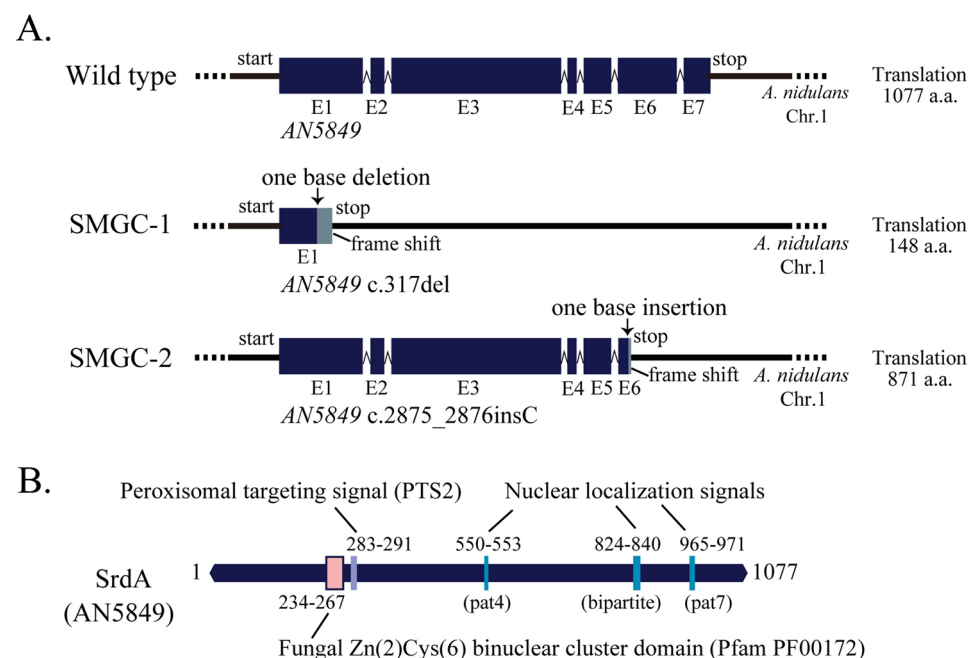 A.
Wild type
start
stop
E1
E2
E3
E4
E5
E6
E7
AN5849
A. nidulans
Chr.1
Translation
1077 a.a.
one base deletion
SMGC-1
start
stop
frame shift
E1
AN5849 c.317del
A. nidulans
Chr.1
Translation
148 a.a.
one base insertion
SMGC-2
start
stop
frame shift
E1
E2
E3
E4
E5
E6
AN5849 c.2875_2876insC
A. nidulans
Chr.1
Translation
871 a.a.
B.
Peroxisomal targeting signal (PTS2)
Nuclear localization signals
283-291
550-553
824-840
965-971
SrdA
(AN5849)
1
1077
234-267
(pat4)
(bipartite)
(pat7)
Fungal Zn(2)Cys(6) binuclear cluster domain (Pfam PF00172)